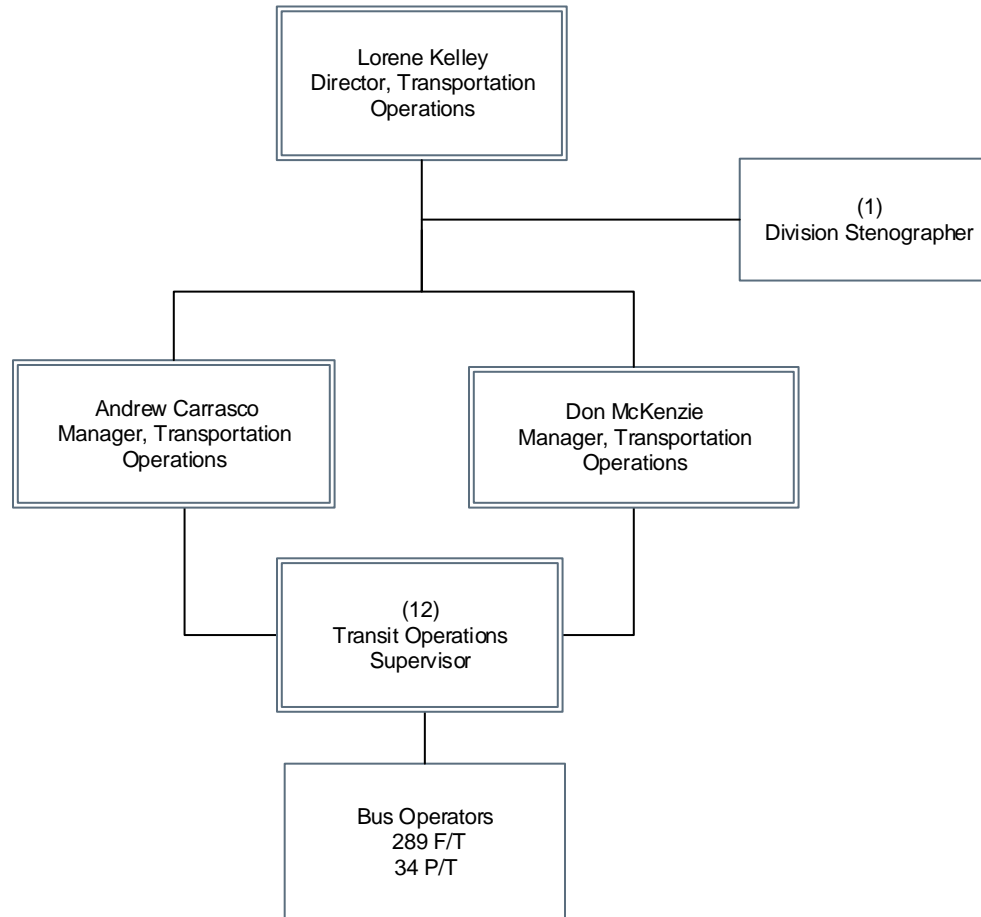 Lorene Kelley
Director, Transportation
Operations
(1)
Division Stenographer
Andrew Carrasco
Manager, Transportation
Operations
Don McKenzie
Manager, Transportation
Operations
(12)
Transit Operations
Supervisor
Bus Operators
289 F/T
34 P/T